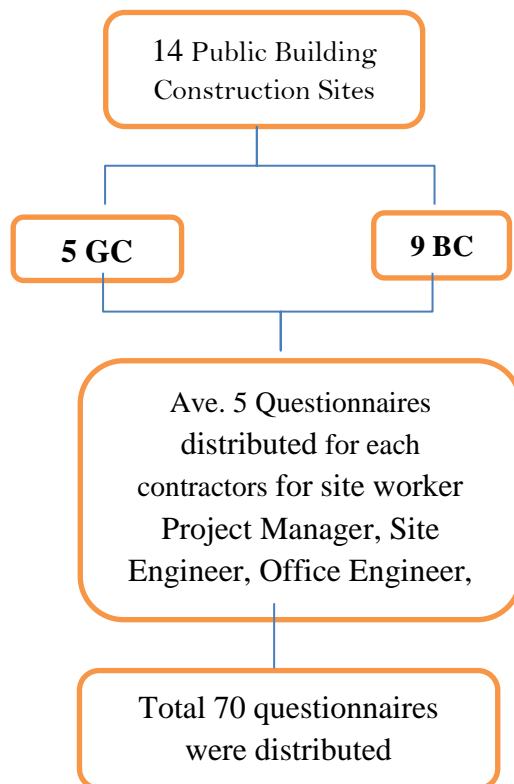 14 Public Building
Construction Sites
5 GC
9 BC
Ave. 5 Questionnaires
distributed for each
contractors for site worker
Project Manager, Site
Engineer, Office Engineer,
Total 70 questionnaires
were distributed